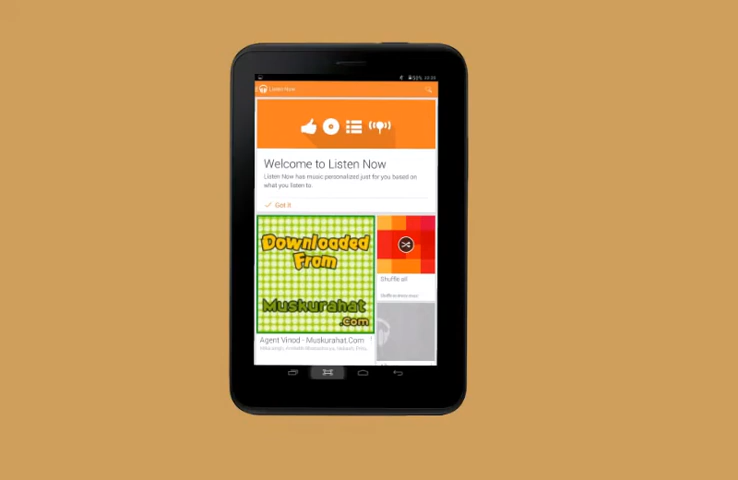 Listen Now
Welcome to Listen Now
Listen Now has music personalized just for you based on
what you listen to.
Got it
Downloaded
From
Muskurahat
.Com
Shuffle all
Agent Vinod - Muskurahat.Com